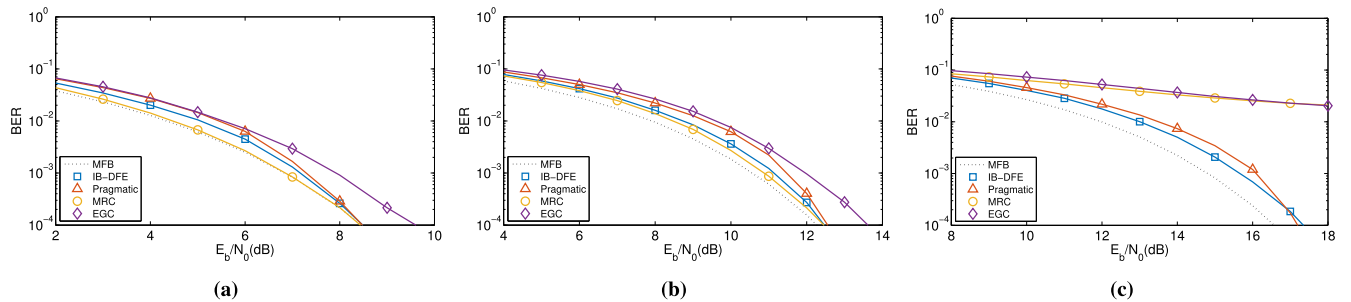 10^0
10^-1
10^-2
10^-3
10^-4
BER
MFB
IB-DFE
Pragmatic
MRC
EGC
2 4 6 8 10
E_b/N_0(dB)
(a)
10^0
10^-1
10^-2
10^-3
10^-4
BER
MFB
IB-DFE
Pragmatic
MRC
EGC
4 6 8 10 12 14
E_b/N_0(dB)
(b)
10^0
10^-1
10^-2
10^-3
10^-4
BER
MFB
IB-DFE
Pragmatic
MRC
EGC
8 10 12 14 16 18
E_b/N_0(dB)
(c)